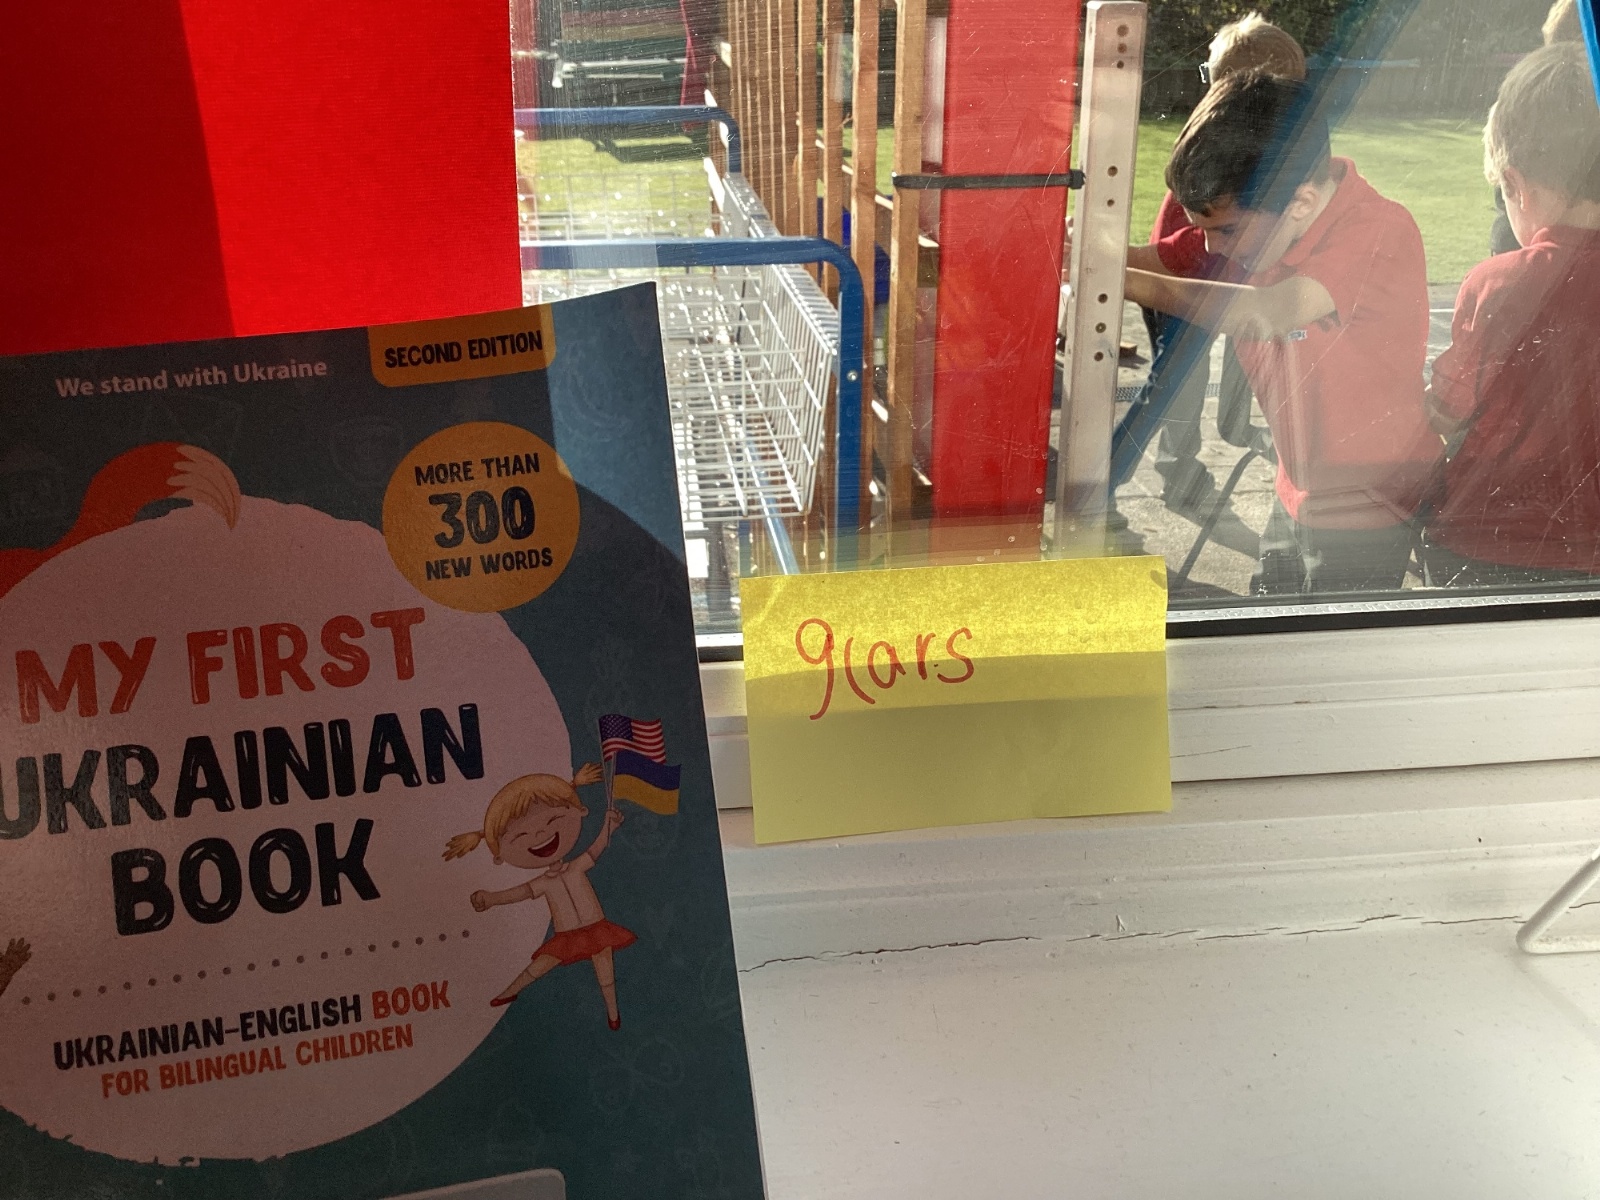 We stand with Ukraine
SECOND EDITION
MORE THAN
300
NEW WORDS
MY FIRST
UKRAINIAN
BOOK
UKRAINIAN-ENGLISH BOOK
FOR BILINGUAL CHILDREN